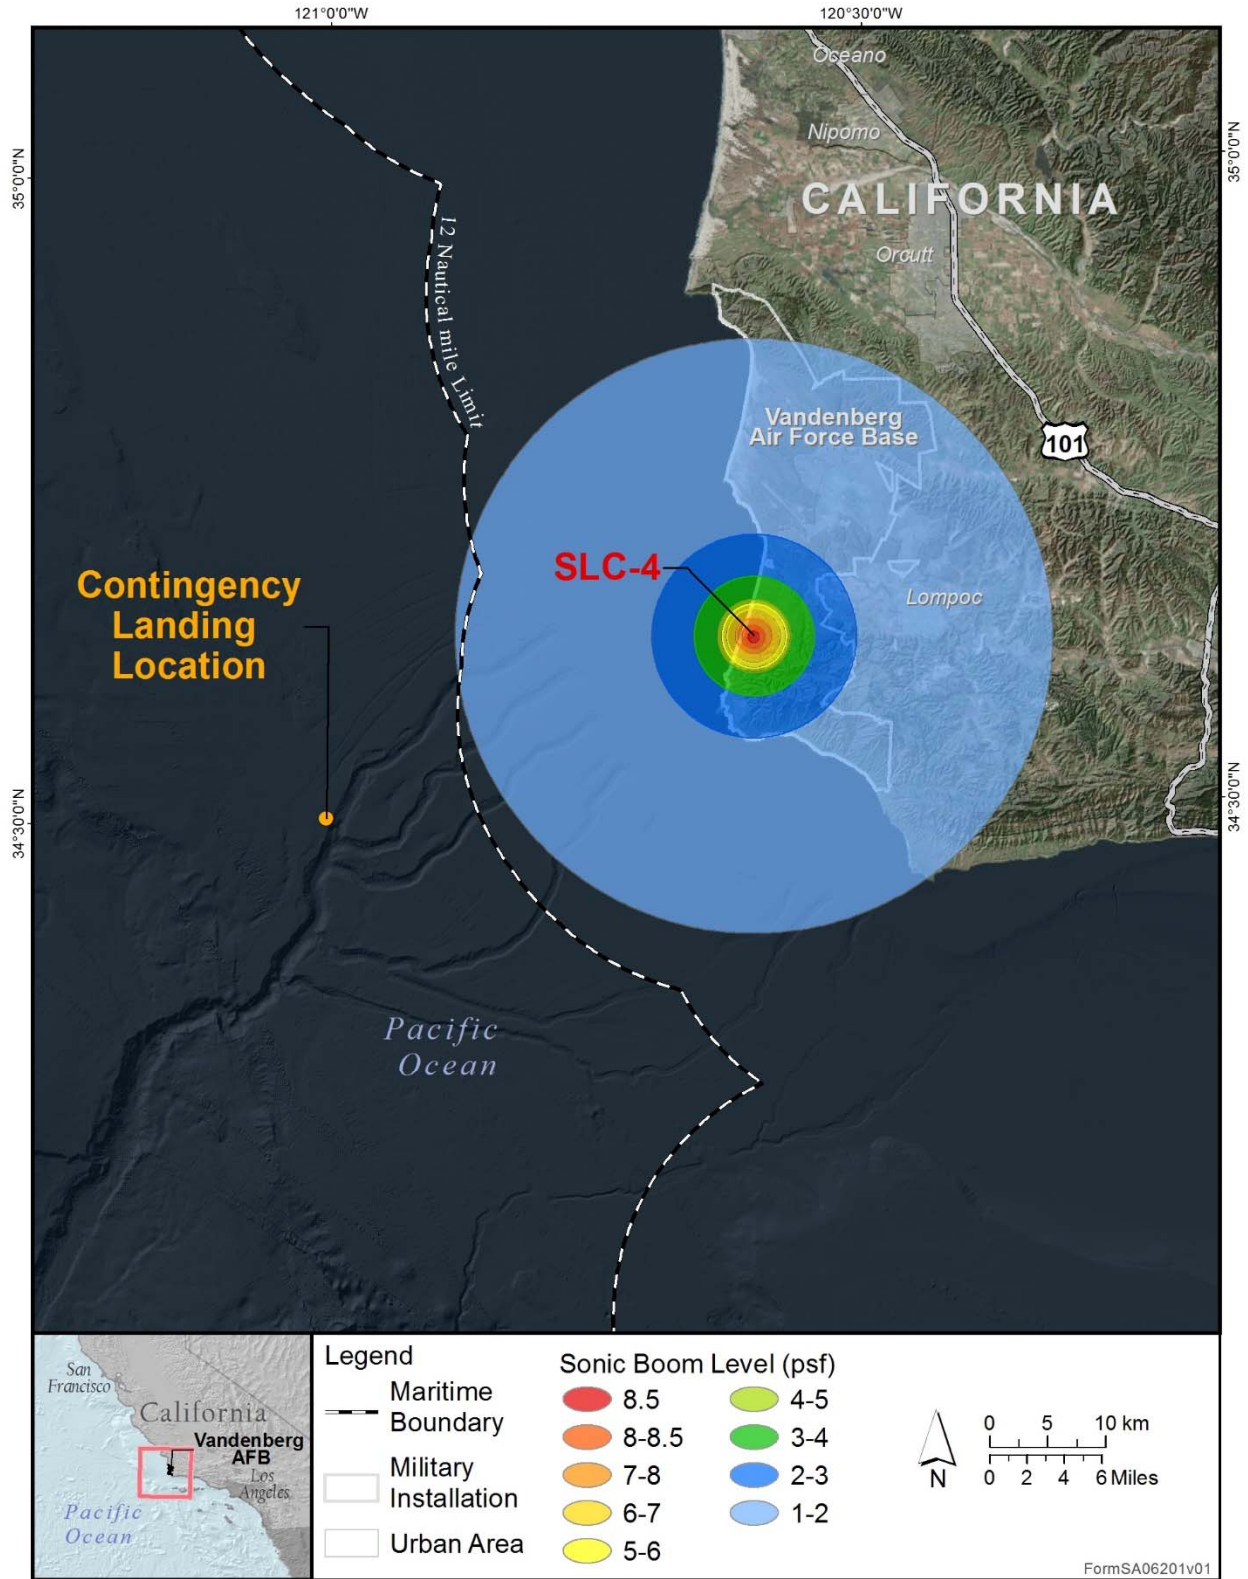 121°0'0"W
120°30'0"W
35°0'0"N
35°0'0"N
Oceano
Nipomo
CALIFORNIA
Orcutt
12 Nautical mile Limit
Vandenberg
Air Force Base
101
SLC-4
Contingency
Landing
Location
Lompoc
34°30'0"N
34°30'0"N
Pacific
Ocean
San
Francisco
California
Vandenberg
AFB
Los
Angeles
Pacific
Ocean
Legend
Maritime
Boundary
Military
Installation
Urban Area
Sonic Boom Level (psf)
8.5
8-8.5
7-8
6-7
5-6
4-5
3-4
2-3
1-2
N
0 5 10 km
0 2 4 6 Miles
FormSA06201v01